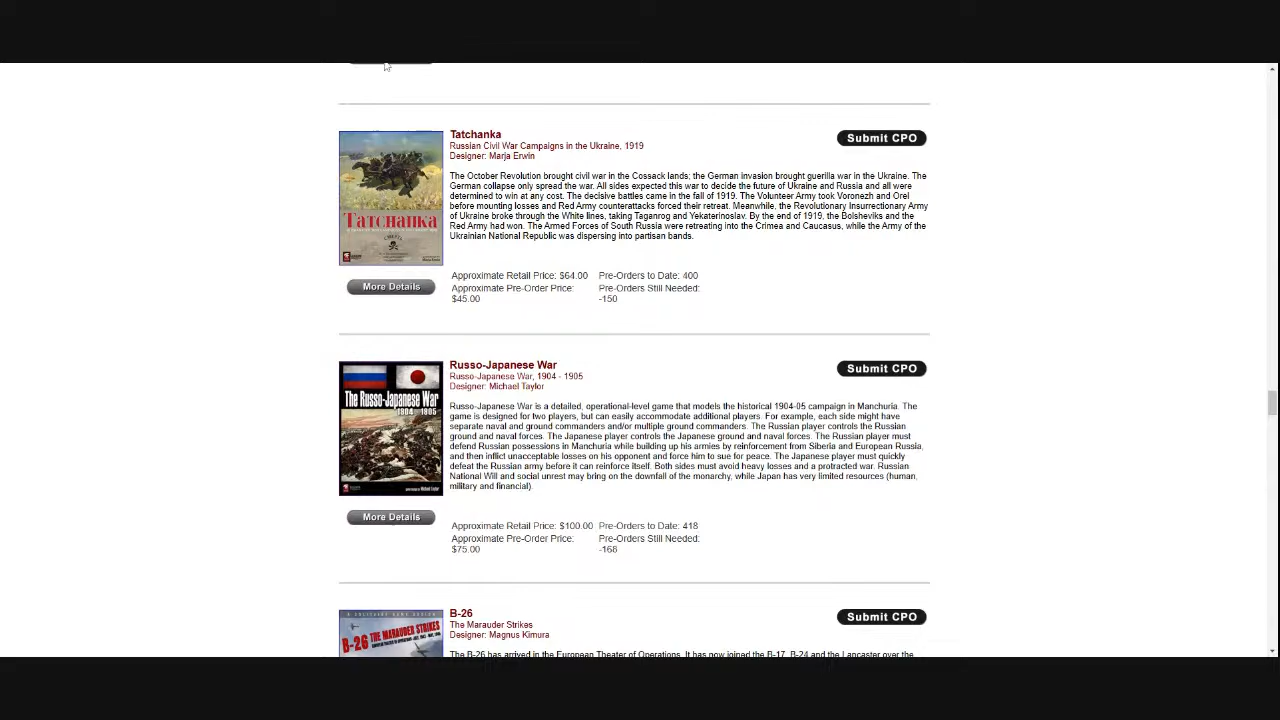 Tatchanka
Submit CPO
Russian Civil War Campaigns in the Ukraine, 1919
Designer: Marja Erwin
The October Revolution brought civil war in the Cossack lands; the German invasion brought guerilla war in the Ukraine. The
German collapse only spread the war. All sides expected this war to decide the future of Ukraine and Russia and all were
determined to win at any cost. The decisive battles came in the fall of 1919. The Volunteer Army took Voronezh and Orel
before mounting losses and Red Army counterattacks forced their retreat. Meanwhile, the Revolutionary Insurrectionary Army
of Ukraine broke through the White lines, taking Taganrog and Yekaterinoslav. By the end of 1919, the Bolsheviks and the
Red Army had won. The Armed Forces of South Russia were retreating into the Crimea and Caucasus, while the Army of the
Ukrainian National Republic was dispersing into partisan bands.
TATCHANKA
More Details
Approximate Retail Price: $64.00 Pre-Orders to Date: 400
Approximate Pre-Order Price: Pre-Orders Still Needed:
$45.00 -150
Russo-Japanese War
Submit CPO
Russo-Japanese War, 1904 - 1905
Designer: Michael Taylor
The Russo-Japanese War
1904 1905
Russo-Japanese War is a detailed, operational-level game that models the historical 1904-05 campaign in Manchuria. The
game is designed for two players, but can easily accommodate additional players. For example, each side might have
separate naval and ground commanders and/or multiple ground commanders. The Russian player controls the Russian
ground and naval forces. The Japanese player controls the Japanese ground and naval forces. The Russian player must
defend Russian possessions in Manchuria while building up his armies by reinforcement from Siberia and European Russia,
and then inflict unacceptable losses on his opponent and force him to sue for peace. The Japanese player must quickly
defeat the Russian army before it can reinforce itself. Both sides must avoid heavy losses and a protracted war. Russian
National Will and social unrest may bring on the downfall of the monarchy, while Japan has very limited resources (human,
military and financial).
More Details
Approximate Retail Price: $100.00 Pre-Orders to Date: 418
Approximate Pre-Order Price: Pre-Orders Still Needed:
$75.00 -168
B-26
Submit CPO
The Marauder Strikes
Designer: Magnus Kimura
B-26 THE MARAUDER STRIKES
The B-26 has arrived in the European Theater of Operations. It has now joined the B-17, B-24 and the Lancaster over the